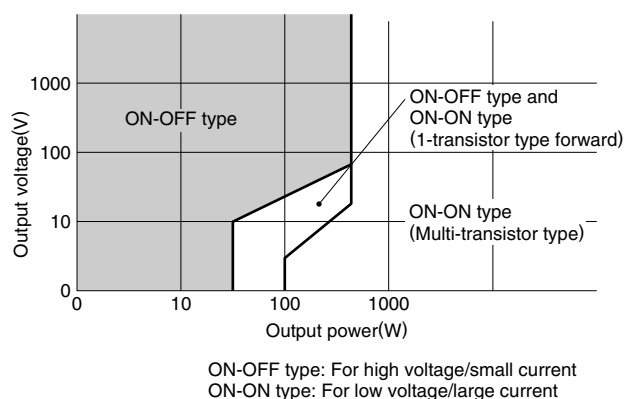 1000
100
10
0
Output voltage(V)
ON-OFF type
ON-OFF type and
ON-ON type
(1-transistor type forward)
ON-ON type
(Multi-transistor type)
0
10
100
1000
Output power(W)
ON-OFF type: For high voltage/small current
ON-ON type: For low voltage/large current